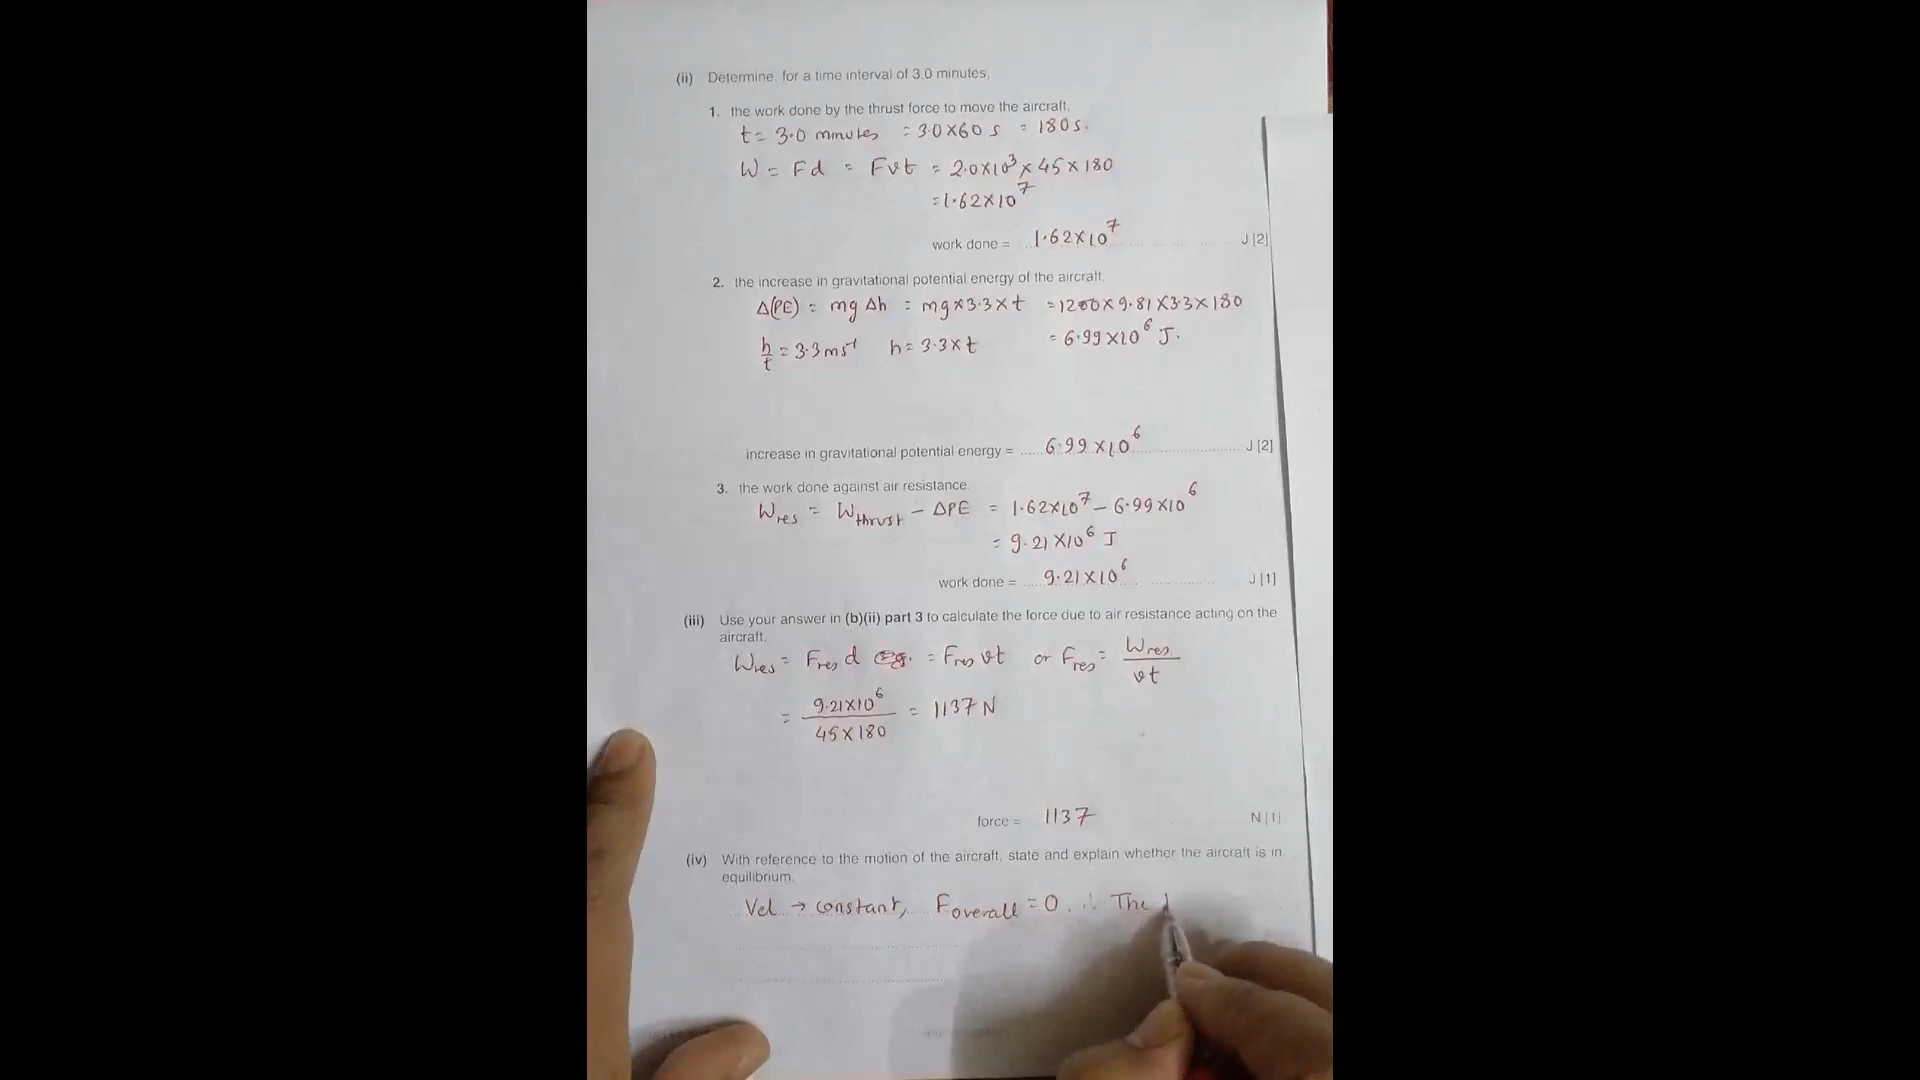 (ii) Determine, for a time interval of 3.0 minutes,
1. the work done by the thrust force to move the aircraft,
t = 3.0 minutes = 3.0×60 s = 180 s.
W = Fd = Fvt = 2.0×10³ × 45 × 180
= 1.62×10⁷
work done = 1.62×10⁷ J [2]
2. the increase in gravitational potential energy of the aircraft,
Δ(PE) = mgΔh = mg×3.3×t = 1200×9.81×3.3×180
h/t = 3.3 ms⁻¹ h = 3.3×t = 6.99×10⁶ J.
increase in gravitational potential energy = 6.99×10⁶ J [2]
3. the work done against air resistance.
Wres = Wthrust − ΔPE = 1.62×10⁷ − 6.99×10⁶
= 9.21×10⁶ J
work done = 9.21×10⁶ J [1]
(iii) Use your answer in (b)(ii) part 3 to calculate the force due to air resistance acting on the
aircraft.
Wres = Fres d = Fres vt or Fres = Wres / vt
= 9.21×10⁶ / 45×180 = 1137 N
force = 1137 N [1]
(iv) With reference to the motion of the aircraft, state and explain whether the aircraft is in
equilibrium.
Vel → constant, Foverall = 0. ∴ The